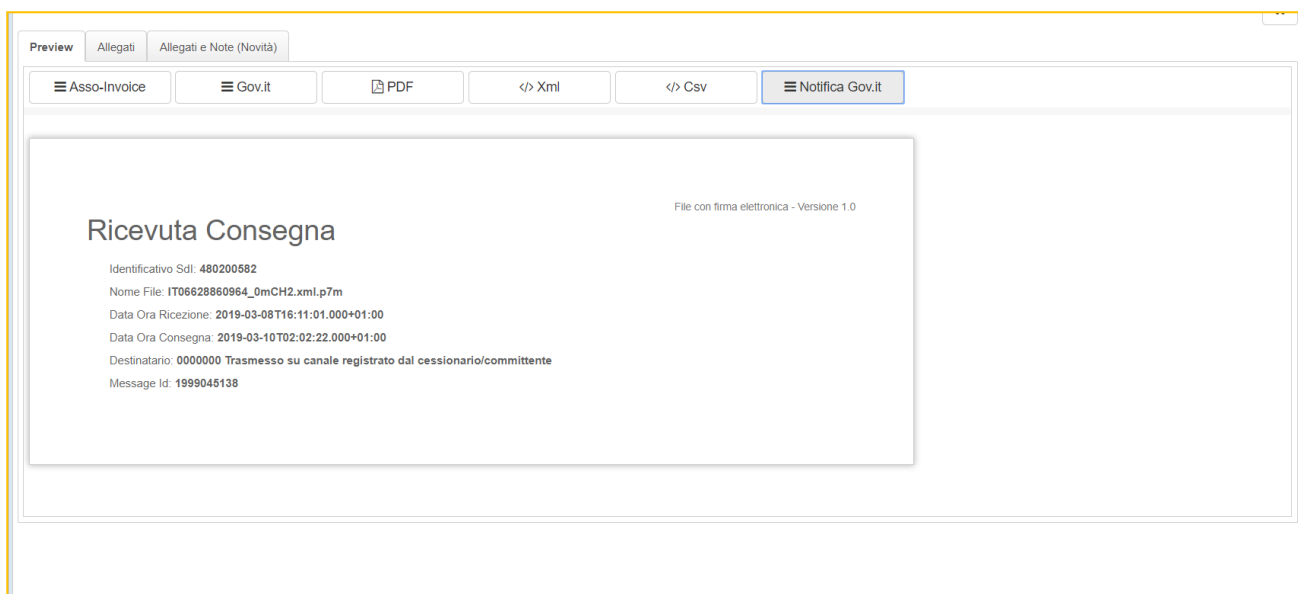 Preview Allegati Allegati e Note (Novità)
Asso-Invoice Gov.it PDF </> Xml </> Csv Notifica Gov.it
File con firma elettronica - Versione 1.0
Ricevuta Consegna
Identificativo SdI: 480200582
Nome File: IT06628860964_0mCH2.xml.p7m
Data Ora Ricezione: 2019-03-08T16:11:01.000+01:00
Data Ora Consegna: 2019-03-10T02:02:22.000+01:00
Destinatario: 0000000 Trasmesso su canale registrato dal cessionario/committente
Message Id: 1999045138